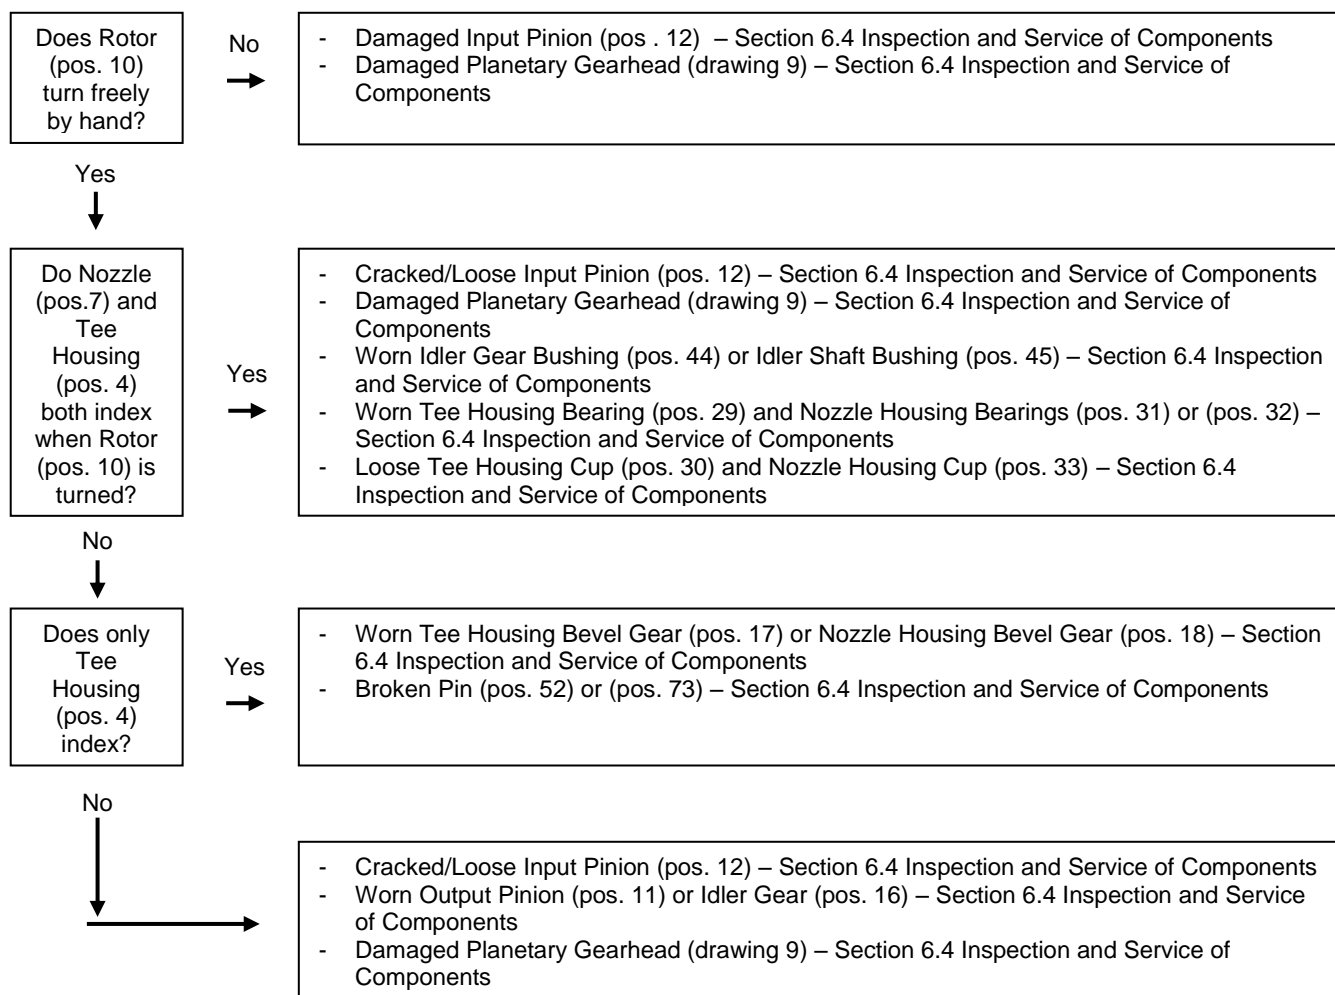 Does Rotor
(pos. 10)
turn freely
by hand?
No
- Damaged Input Pinion (pos . 12) – Section 6.4 Inspection and Service of Components
- Damaged Planetary Gearhead (drawing 9) – Section 6.4 Inspection and Service of
Components
Yes
Do Nozzle
(pos.7) and
Tee
Housing
(pos. 4)
both index
when Rotor
(pos. 10) is
turned?
Yes
- Cracked/Loose Input Pinion (pos. 12) – Section 6.4 Inspection and Service of Components
- Damaged Planetary Gearhead (drawing 9) – Section 6.4 Inspection and Service of
Components
- Worn Idler Gear Bushing (pos. 44) or Idler Shaft Bushing (pos. 45) – Section 6.4 Inspection
and Service of Components
- Worn Tee Housing Bearing (pos. 29) and Nozzle Housing Bearings (pos. 31) or (pos. 32) –
Section 6.4 Inspection and Service of Components
- Loose Tee Housing Cup (pos. 30) and Nozzle Housing Cup (pos. 33) – Section 6.4
Inspection and Service of Components
No
Does only
Tee
Housing
(pos. 4)
index?
Yes
- Worn Tee Housing Bevel Gear (pos. 17) or Nozzle Housing Bevel Gear (pos. 18) – Section
6.4 Inspection and Service of Components
- Broken Pin (pos. 52) or (pos. 73) – Section 6.4 Inspection and Service of Components
No
- Cracked/Loose Input Pinion (pos. 12) – Section 6.4 Inspection and Service of Components
- Worn Output Pinion (pos. 11) or Idler Gear (pos. 16) – Section 6.4 Inspection and Service
of Components
- Damaged Planetary Gearhead (drawing 9) – Section 6.4 Inspection and Service of
Components